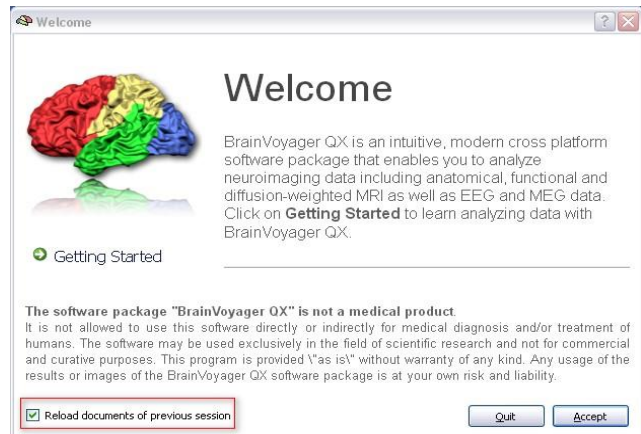 Welcome
Welcome
BrainVoyager QX is an intuitive, modern cross platform
software package that enables you to analyze
neuroimaging data including anatomical, functional and
diffusion-weighted MRI as well as EEG and MEG data.
Click on Getting Started to learn analyzing data with
BrainVoyager QX.
Getting Started
The software package "BrainVoyager QX" is not a medical product.
It is not allowed to use this software directly or indirectly for medical diagnosis and/or treatment of
humans. The software may be used exclusively in the field of scientific research and not for commercial
and curative purposes. This program is provided \"as is\" without warranty of any kind. Any usage of the
results or images of the BrainVoyager QX software package is at your own risk and liability.
Reload documents of previous session
Quit
Accept